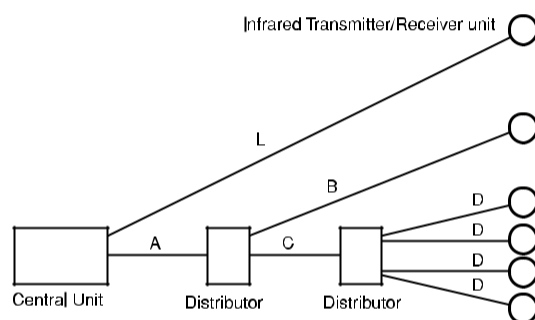 Infrared Transmitter/Receiver unit
L
B
D
A
C
D
D
D
Central Unit
Distributor
Distributor